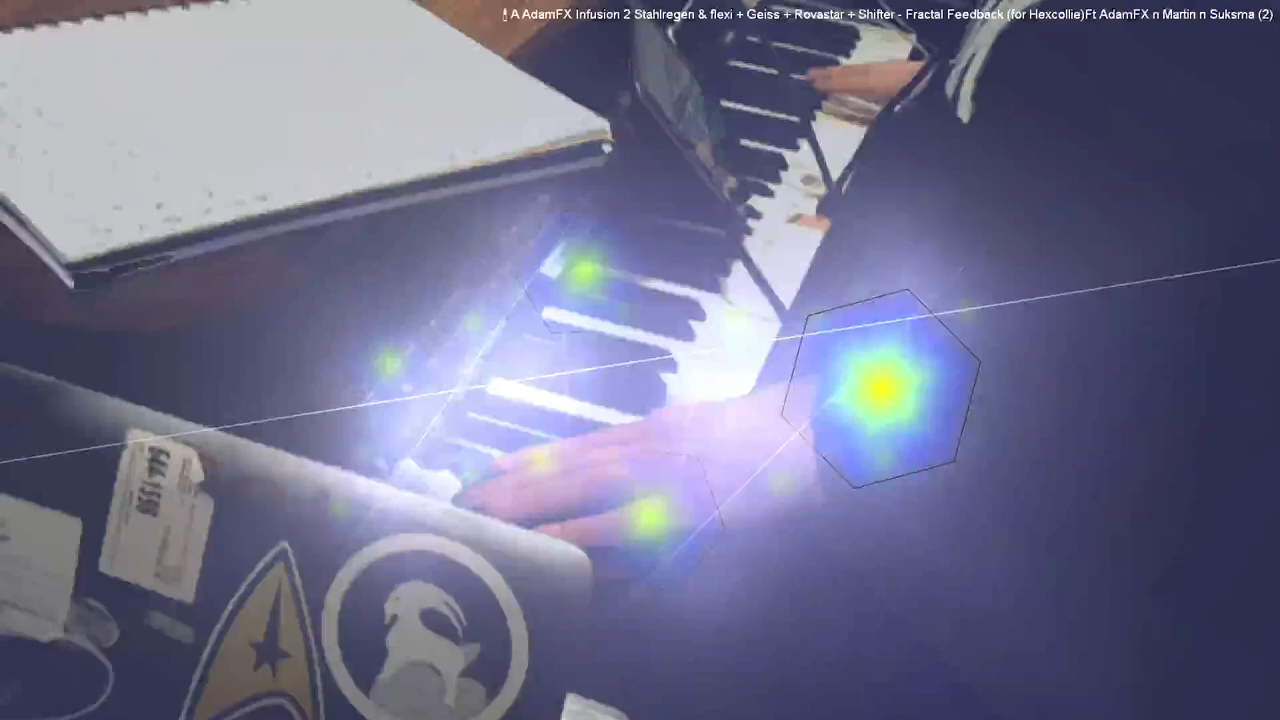 A AdamFX Infusion 2 Stahlregen & flexi + Geiss + Rovastar + Shifter - Fractal Feedback (for Hexcollie)Ft AdamFX n Martin n Suksma (2)